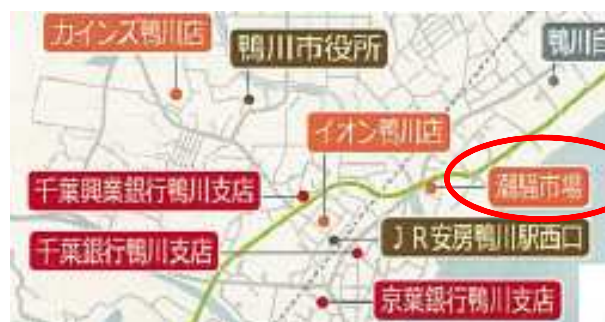 カインズ鴨川店
鴨川市役所
鴨川自
イオン鴨川店
潮騒市場
千葉興業銀行鴨川支店
JR安房鴨川駅西口
千葉銀行鴨川支店
京葉銀行鴨川支店